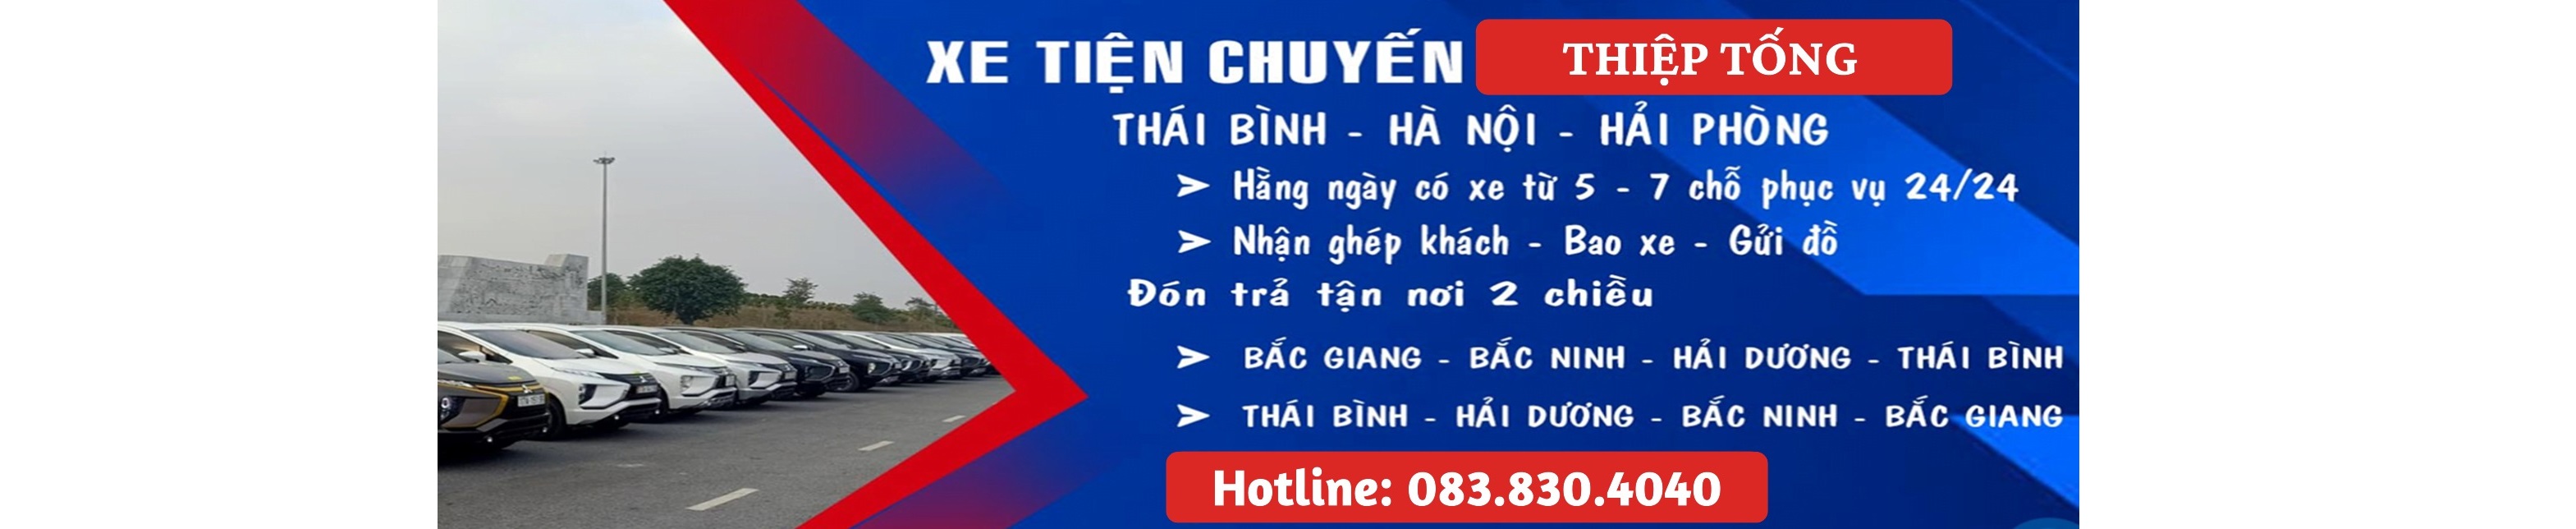 XE TIỆN CHUYẾN THIỆP TỐNG
THÁI BÌNH - HÀ NỘI - HẢI PHÒNG
➤ Hằng ngày có xe từ 5 - 7 chỗ phục vụ 24/24
➤ Nhận ghép khách - Bao xe - Gửi đồ
Đón trả tận nơi 2 chiều
➤ BẮC GIANG - BẮC NINH - HẢI DƯƠNG - THÁI BÌNH
➤ THÁI BÌNH - HẢI DƯƠNG - BẮC NINH - BẮC GIANG
Hotline: 083.830.4040